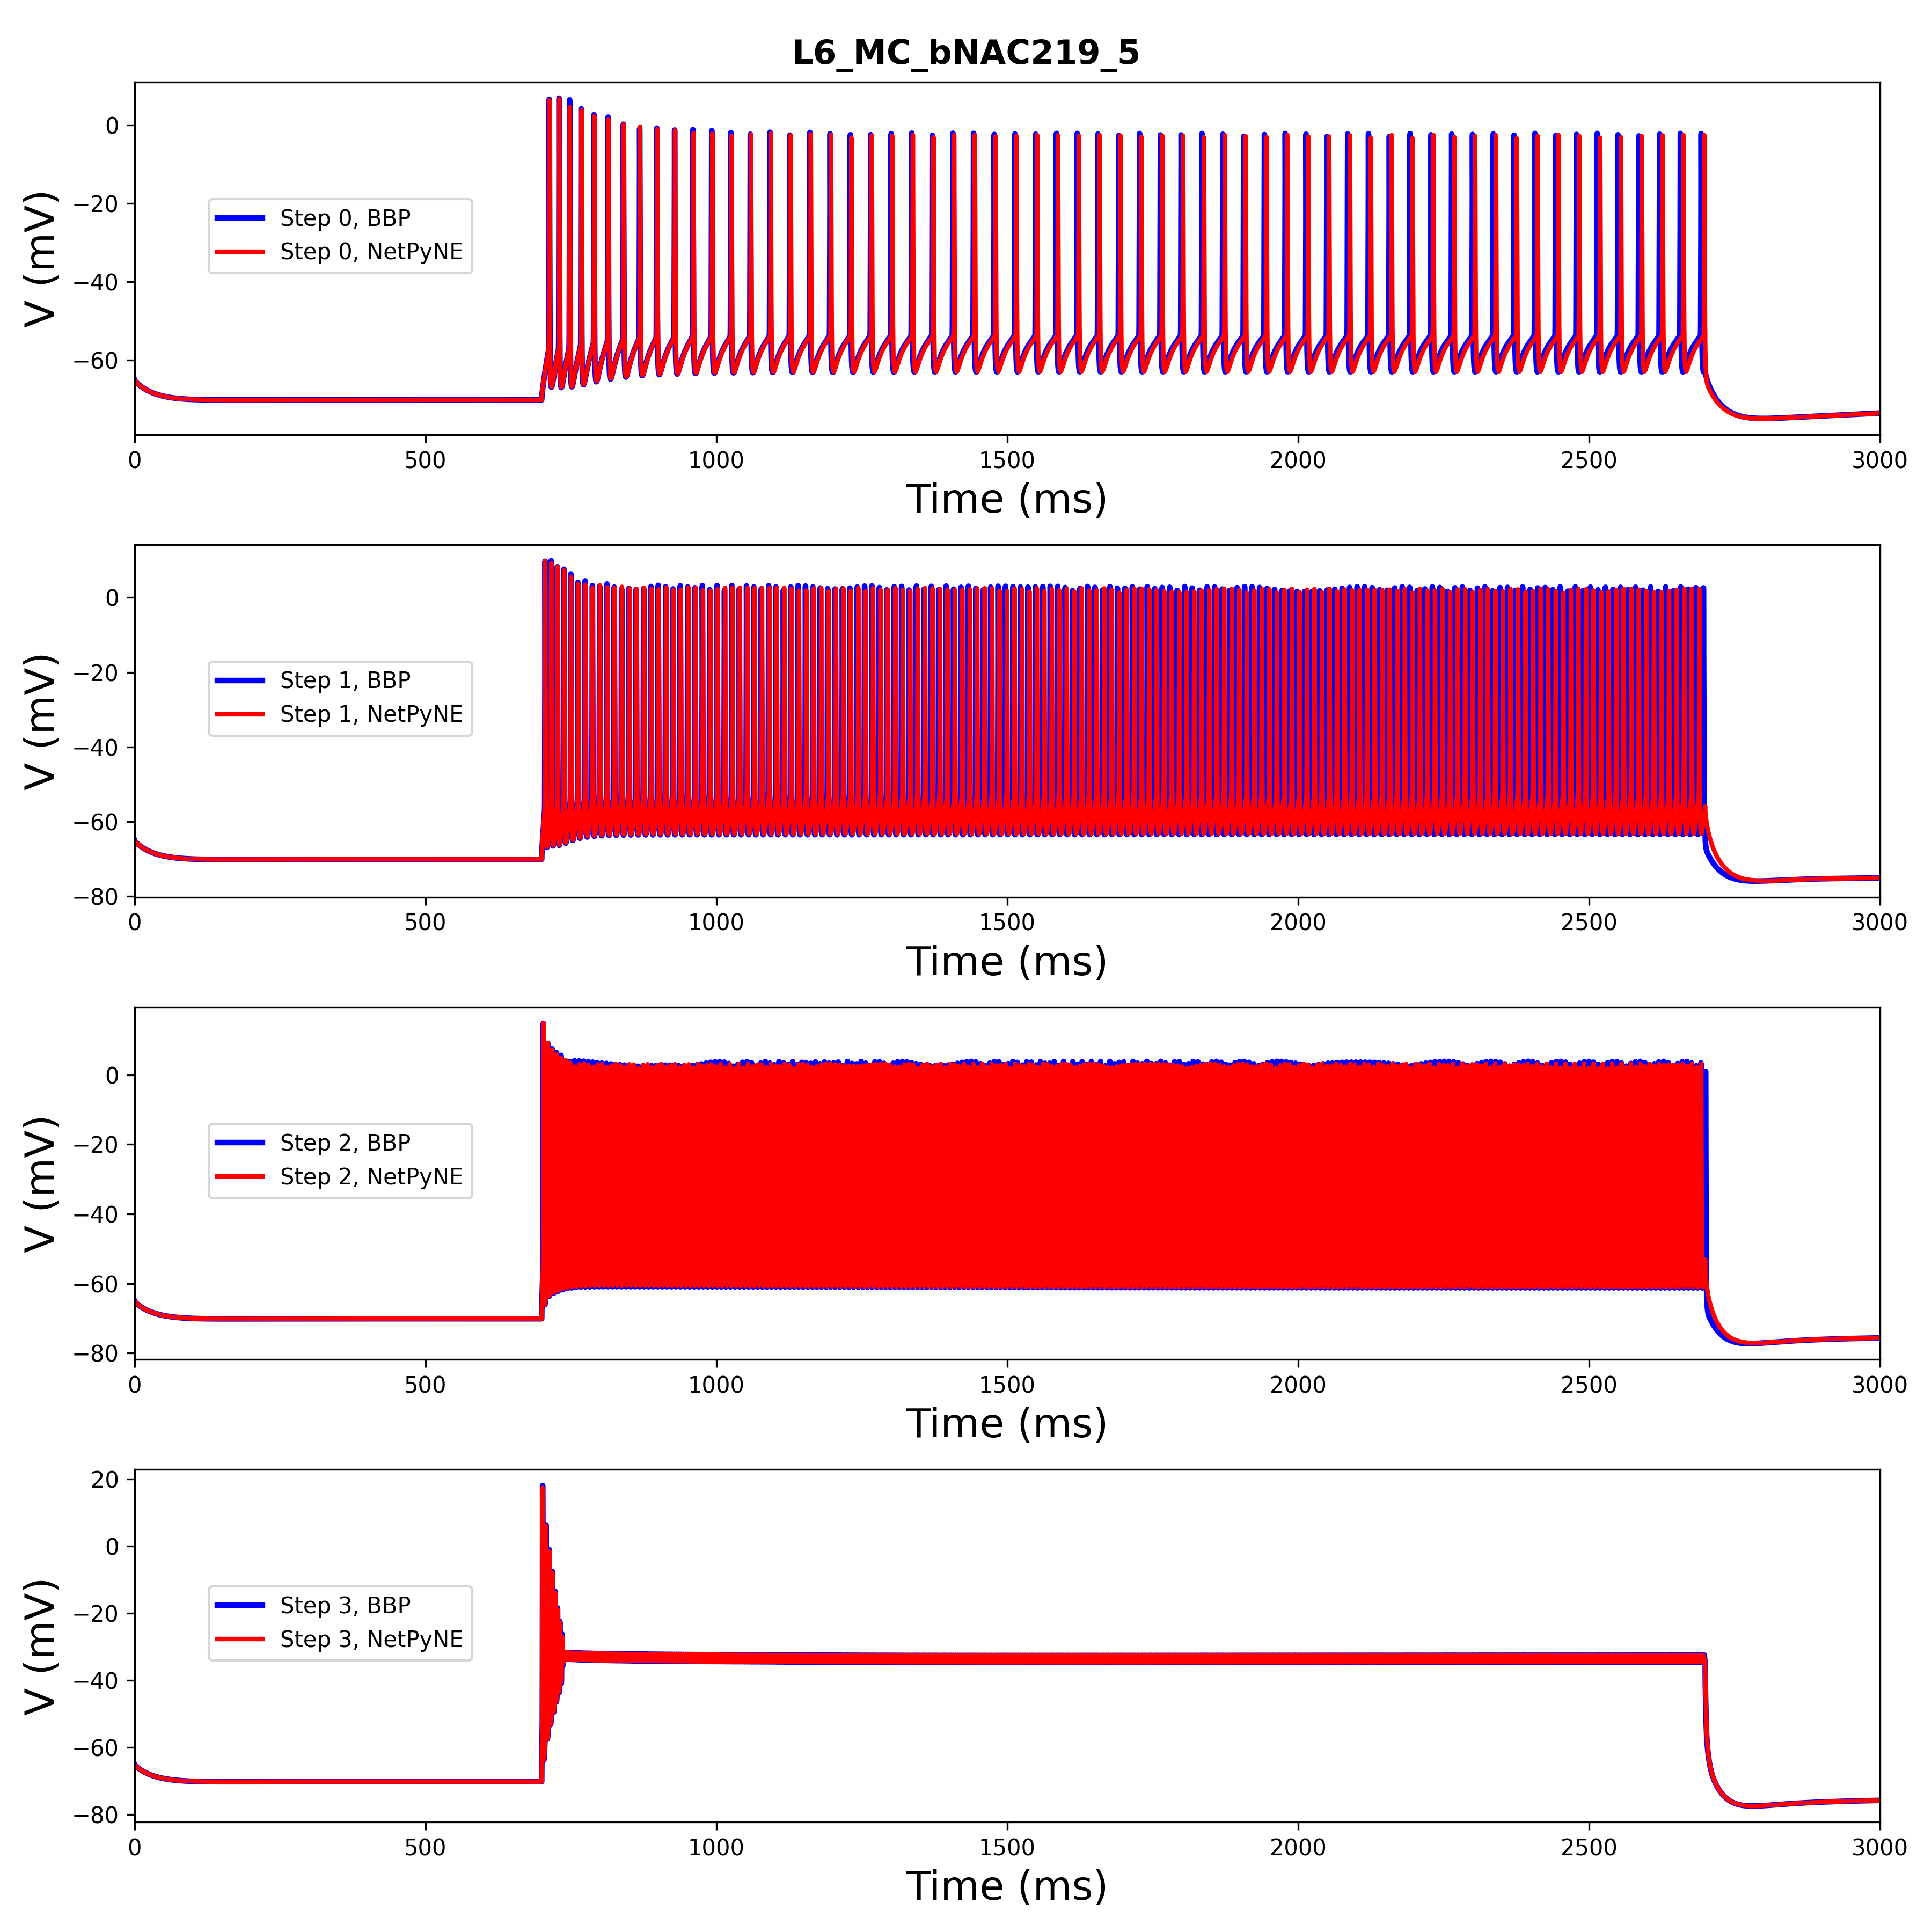 L6_MC_bNAC219_5
0
−20
−40
−60
V (mV)
Step 0, BBP
Step 0, NetPyNE
0 500 1000 1500 2000 2500 3000
Time (ms)
0
−20
−40
−60
−80
V (mV)
Step 1, BBP
Step 1, NetPyNE
0 500 1000 1500 2000 2500 3000
Time (ms)
0
−20
−40
−60
−80
V (mV)
Step 2, BBP
Step 2, NetPyNE
0 500 1000 1500 2000 2500 3000
Time (ms)
20
0
−20
−40
−60
−80
V (mV)
Step 3, BBP
Step 3, NetPyNE
0 500 1000 1500 2000 2500 3000
Time (ms)